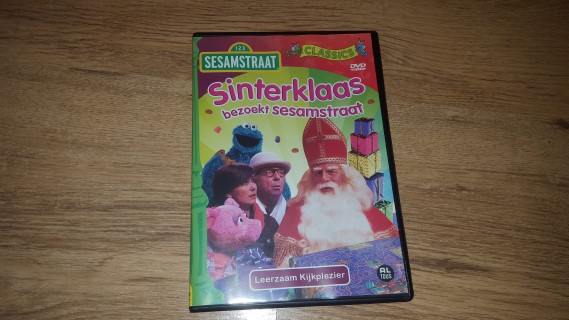 123
SESAMSTRAAT
CLASSICS
DVD
Sinterklaas
bezoekt sesamstraat
Leerzaam Kijkplezier
AL